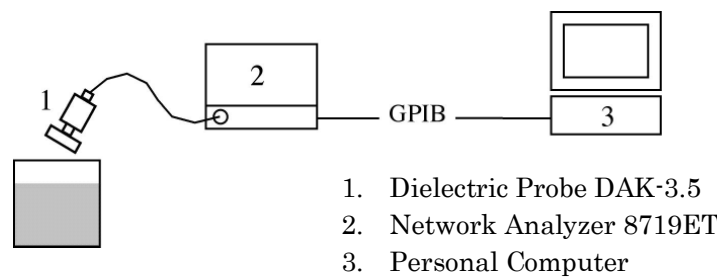 1
2
GPIB
3
1. Dielectric Probe DAK-3.5
2. Network Analyzer 8719ET
3. Personal Computer